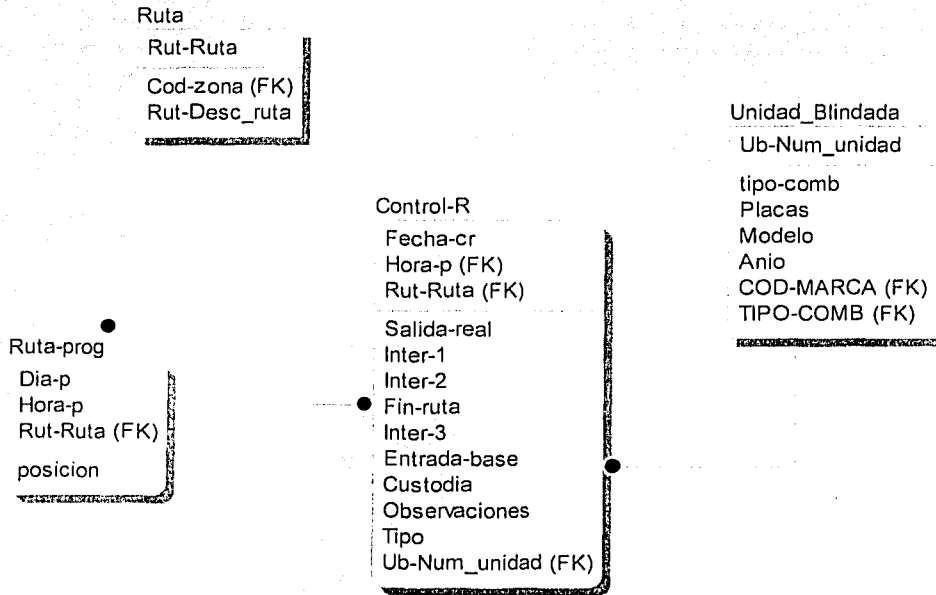 Ruta
Rut-Ruta
Cod-zona (FK)
Rut-Desc_ruta
Unidad_Blindada
Ub-Num_unidad
tipo-comb
Placas
Modelo
Anio
COD-MARCA (FK)
TIPO-COMB (FK)
Control-R
Fecha-cr
Hora-p (FK)
Rut-Ruta (FK)
Salida-real
Inter-1
Inter-2
Fin-ruta
Inter-3
Entrada-base
Custodia
Observaciones
Tipo
Ub-Num_unidad (FK)
Ruta-prog
Dia-p
Hora-p
Rut-Ruta (FK)
posicion